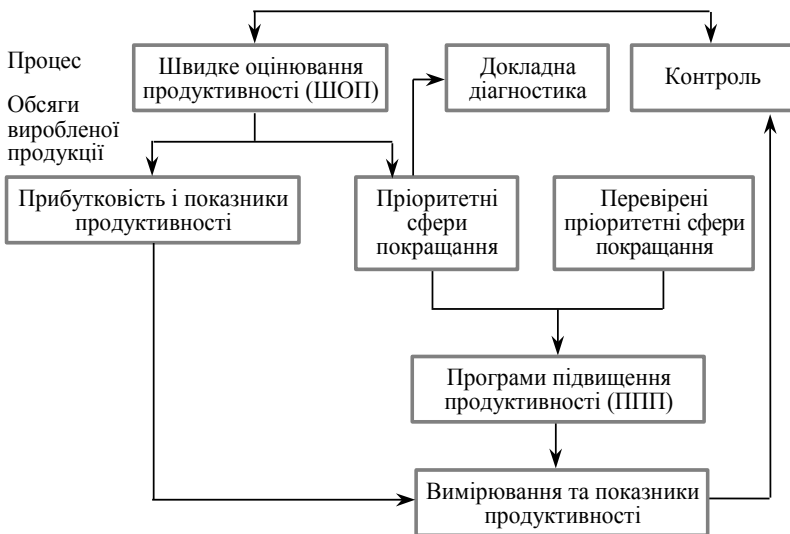 Процес
Швидке оцінювання
продуктивності (ШОП)
Докладна
діагностика
Контроль
Обсяги
виробленої
продукції
Прибутковість і показники
продуктивності
Пріоритетні
сфери
покращання
Перевірені
пріоритетні сфери
покращання
Програми підвищення
продуктивності (ППП)
Вимірювання та показники
продуктивності